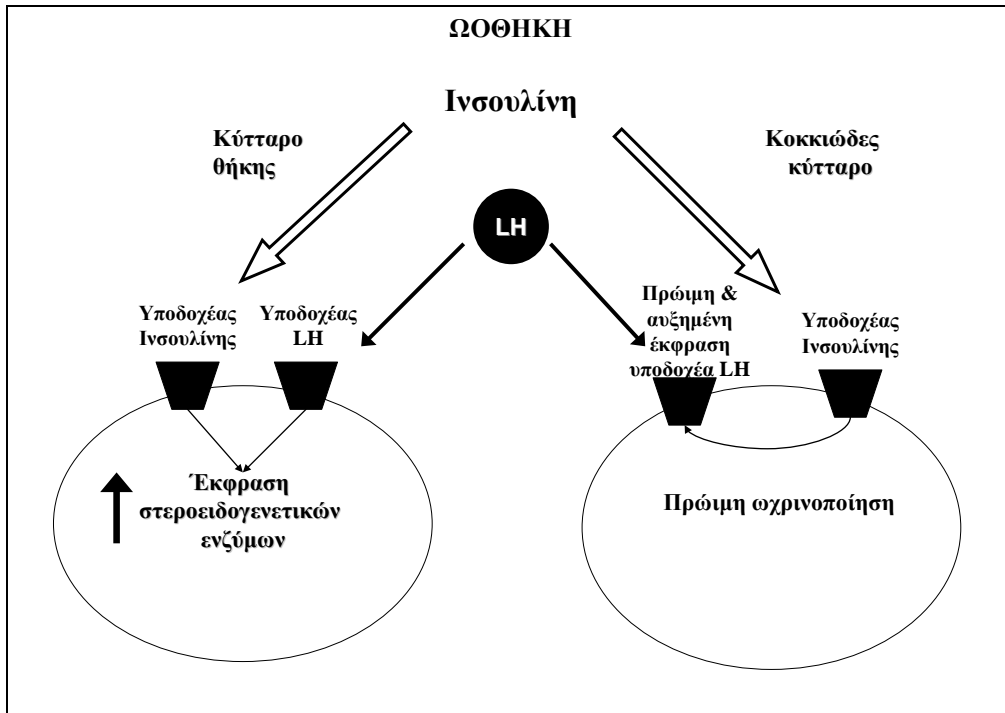 ΩΟΘΗΚΗ
Ινσουλίνη
Κύτταρο
θήκης
Κοκκιώδες
κύτταρο
LH
Υποδοχέας
Ινσουλίνης
Υποδοχέας
LH
Πρώιμη &
αυξημένη
έκφραση
υποδοχέα LH
Υποδοχέας
Ινσουλίνης
Έκφραση
στεροειδογενετικών
ενζύμων
Πρώιμη ωχρινοποίηση